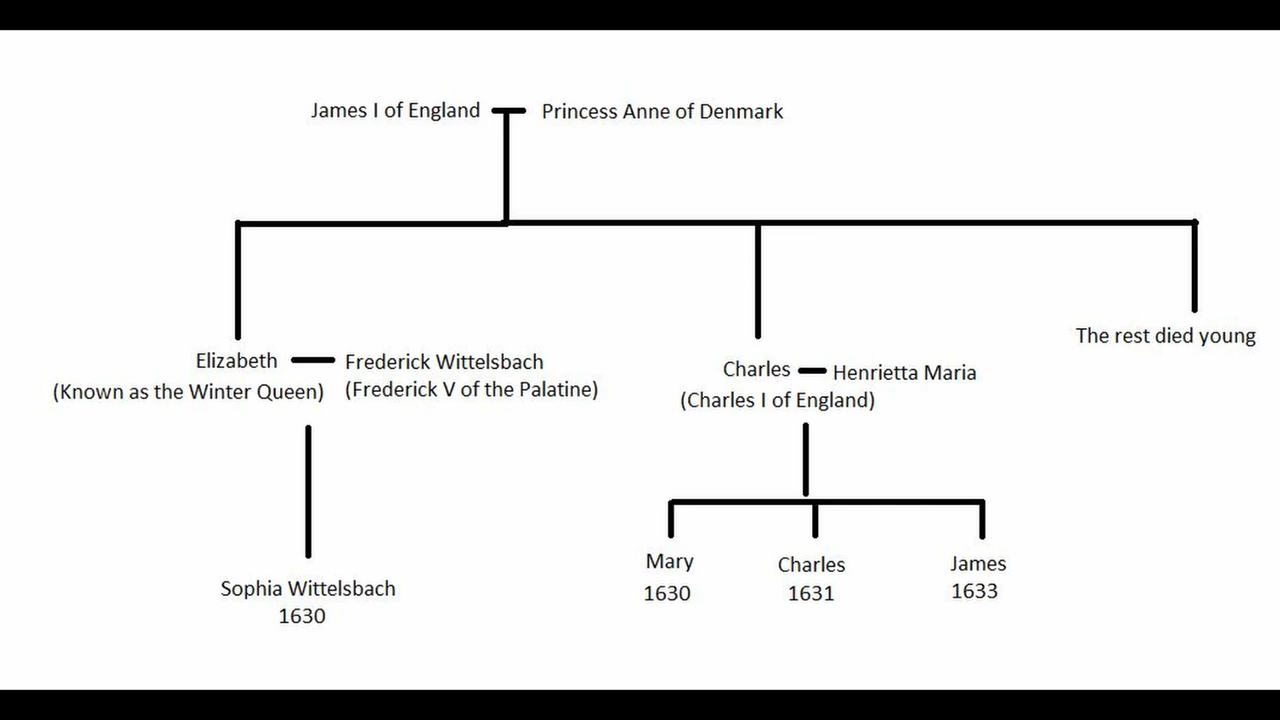 James I of England
Princess Anne of Denmark
The rest died young
Elizabeth
(Known as the Winter Queen)
Frederick Wittelsbach
(Frederick V of the Palatine)
Charles
Henrietta Maria
(Charles I of England)
Sophia Wittelsbach
1630
Mary
1630
Charles
1631
James
1633